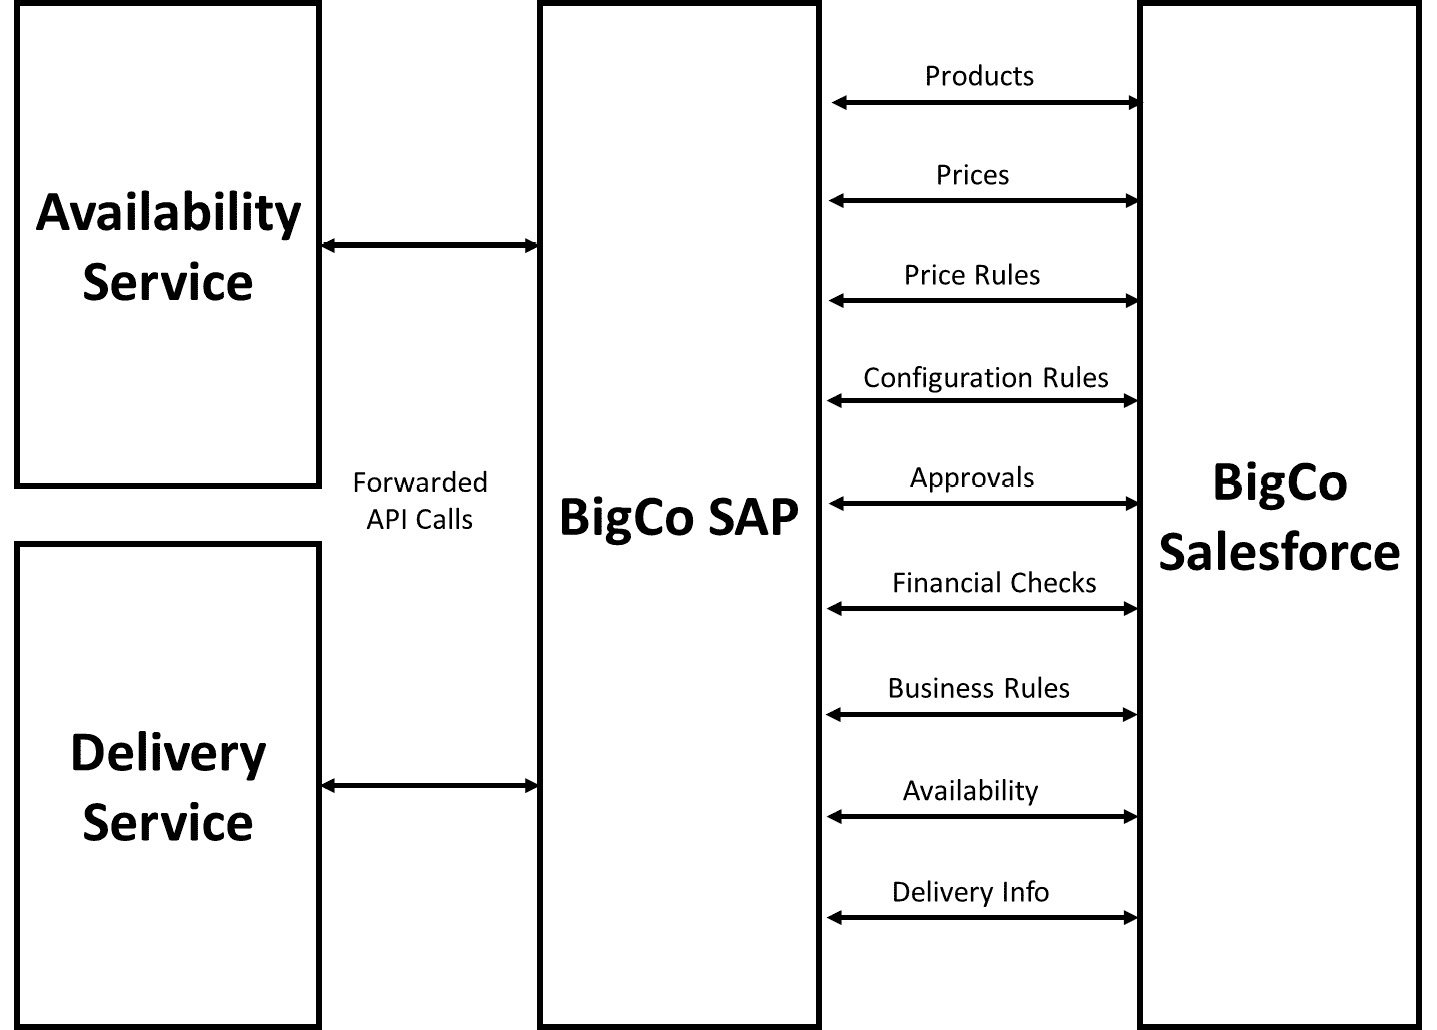 Availability
Service
Forwarded
API Calls
Delivery
Service
BigCo SAP
Products
Prices
Price Rules
Configuration Rules
Approvals
Financial Checks
Business Rules
Availability
Delivery Info
BigCo
Salesforce